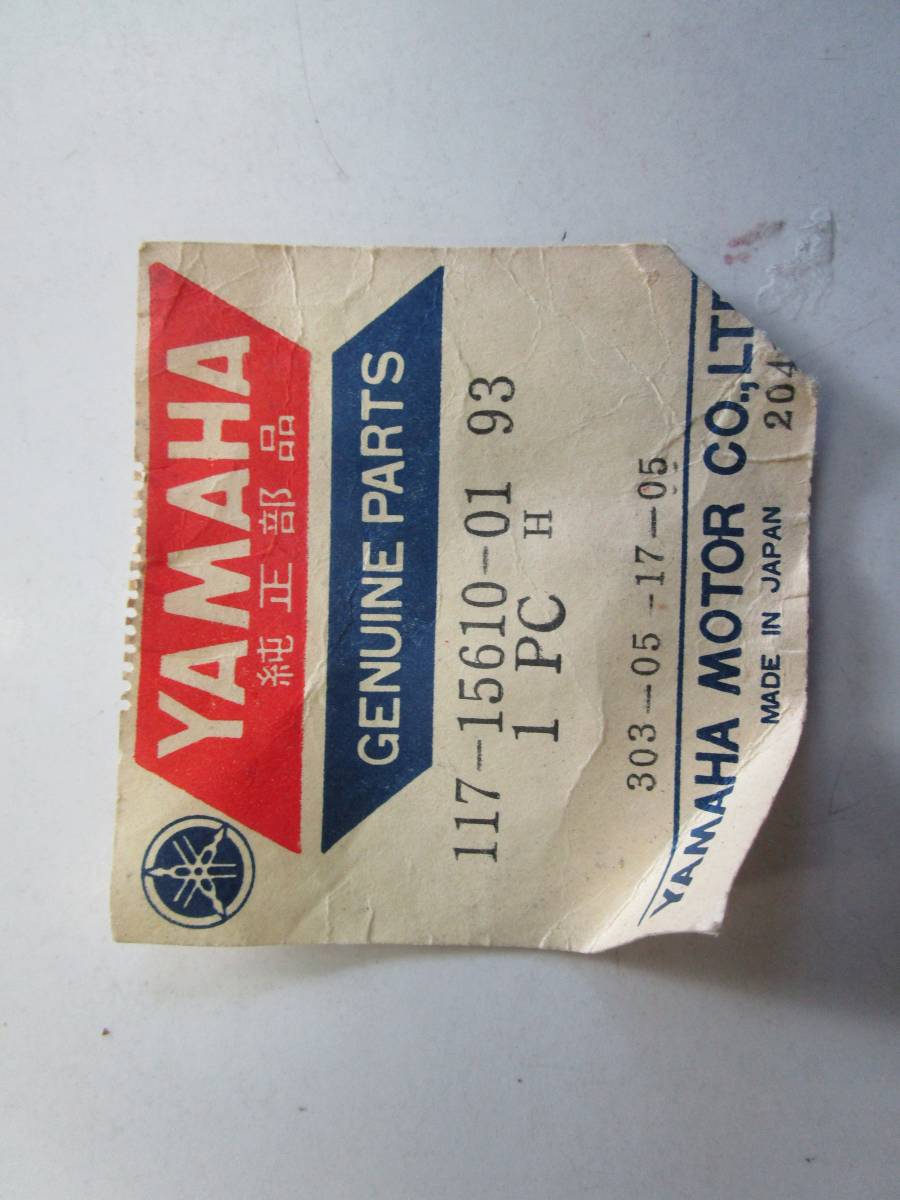 YAMAHA
純正部品
GENUINE PARTS
117-15610-01 93
1 PC H
303-05-17-05
YAMAHA MOTOR CO., LT
MADE IN JAPAN 204